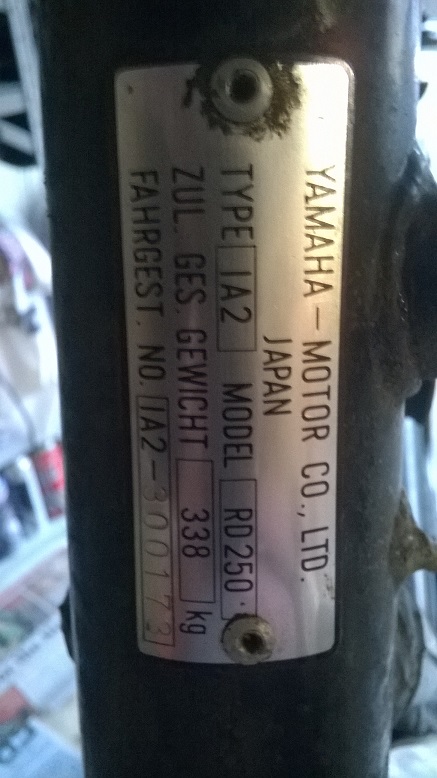 YAMAHA-MOTOR CO., LTD.
JAPAN
TYPE 1A2 MODEL RD250
ZUL. GES. GEWICHT 338 kg
FAHRGEST. NO. 1A2-300173